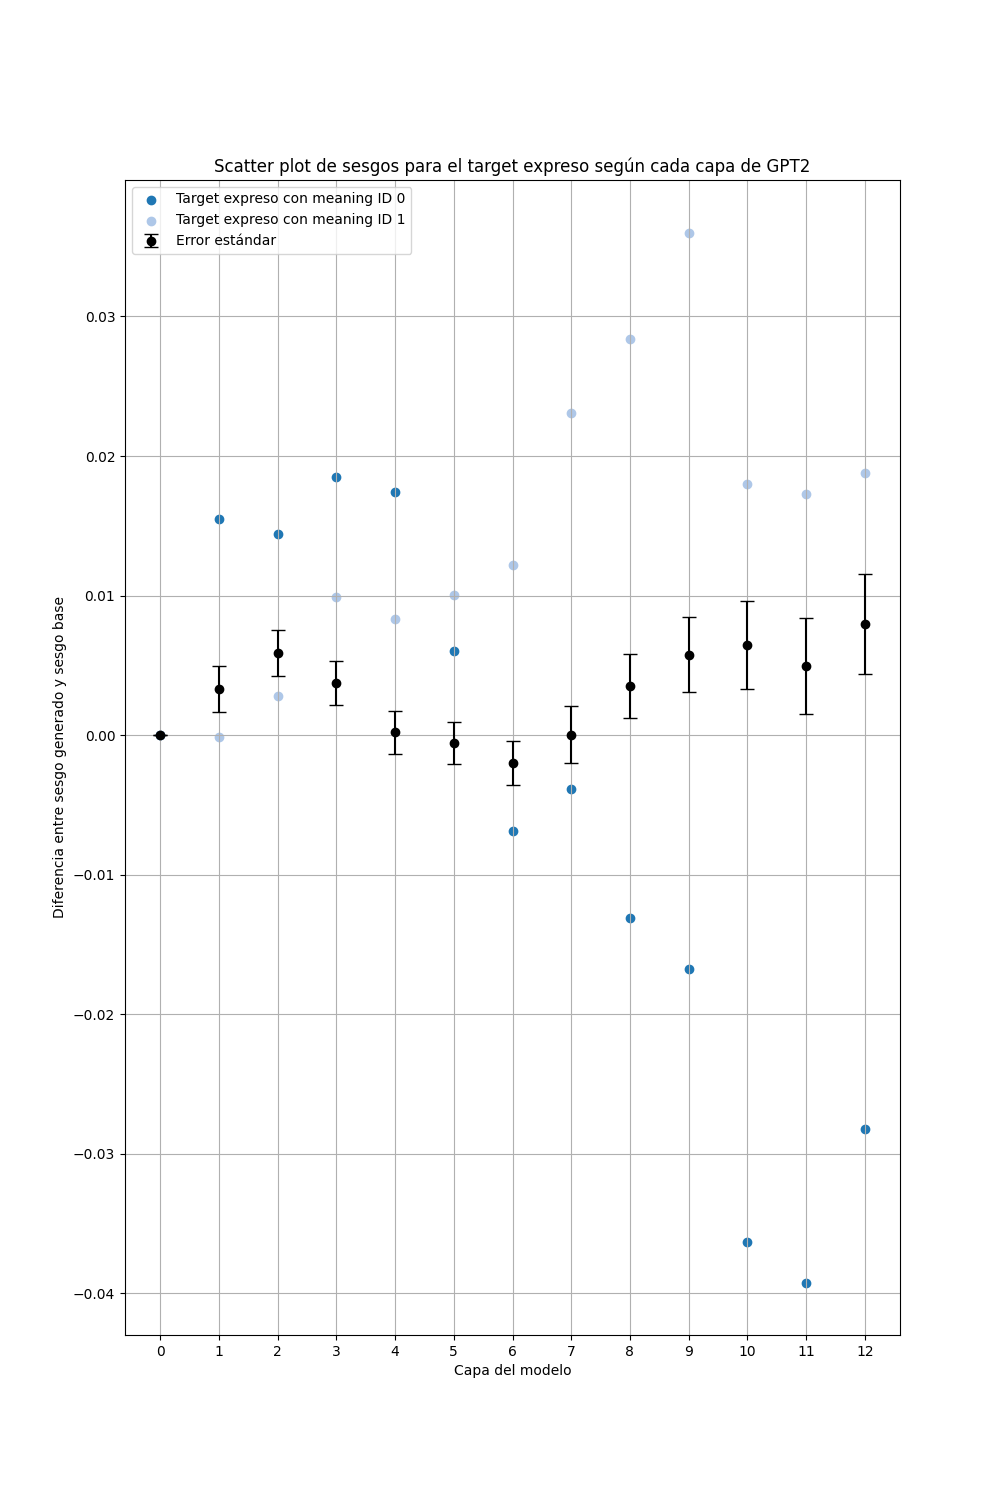 Scatter plot de sesgos para el target expreso según cada capa de GPT2
Target expreso con meaning ID 0
Target expreso con meaning ID 1
Error estándar
0.03
0.02
0.01
0.00
−0.01
−0.02
−0.03
−0.04
Diferencia entre sesgo generado y sesgo base
0 1 2 3 4 5 6 7 8 9 10 11 12
Capa del modelo